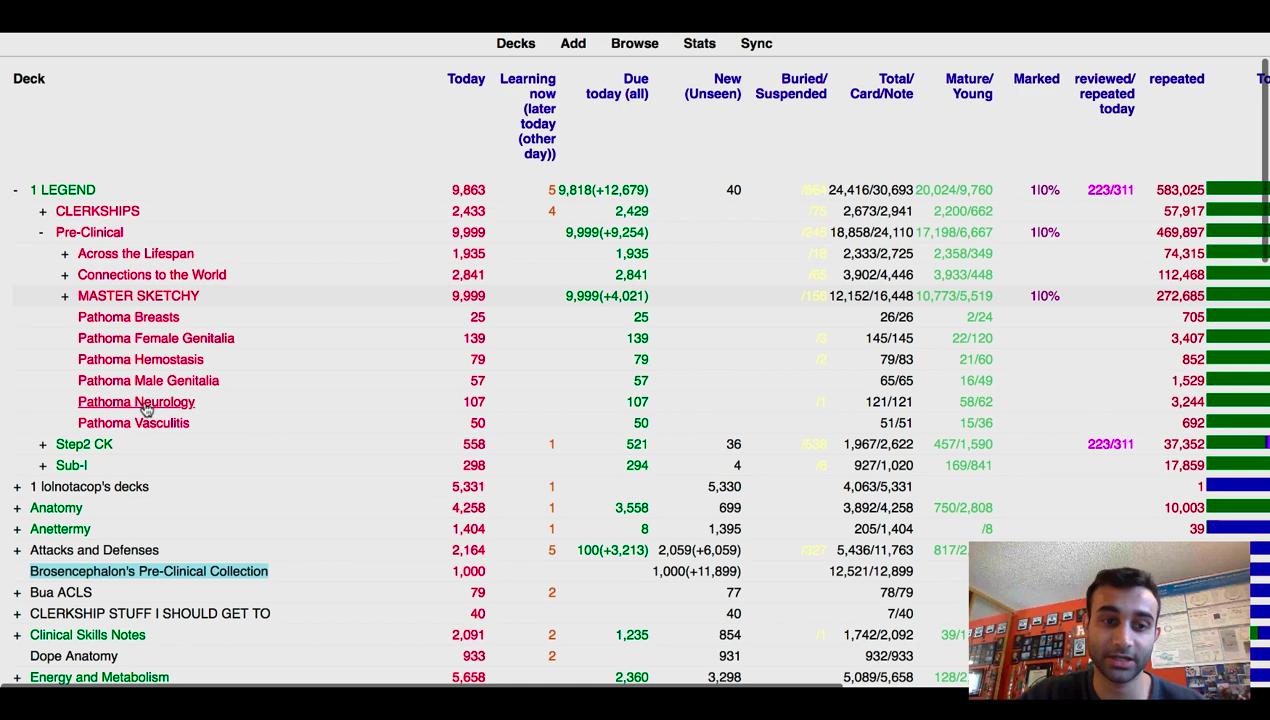 Decks Add Browse Stats Sync
Deck Today Learning now (later today (other day)) Due today (all) New (Unseen) Buried/ Suspended Total/ Card/Note Mature/ Young Marked reviewed/ repeated today repeated To
- 1 LEGEND 9,863 5 9,818(+12,679) 40 24,416/30,693 20,024/9,760 1|0% 223/311 583,025
+ CLERKSHIPS 2,433 4 2,429 /75 2,673/2,941 2,200/662 57,917
- Pre-Clinical 9,999 9,999(+9,254) 18,858/24,110 17,198/6,667 1|0% 469,897
+ Across the Lifespan 1,935 1,935 2,333/2,725 2,358/349 74,315
+ Connections to the World 2,841 2,841 /65 3,902/4,446 3,933/448 112,468
+ MASTER SKETCHY 9,999 9,999(+4,021) 12,152/16,448 10,773/5,519 1|0% 272,685
Pathoma Breasts 25 25 26/26 2/24 705
Pathoma Female Genitalia 139 139 /3 145/145 22/120 3,407
Pathoma Hemostasis 79 79 /2 79/83 21/60 852
Pathoma Male Genitalia 57 57 65/65 16/49 1,529
Pathoma Neurology 107 107 /1 121/121 58/62 3,244
Pathoma Vasculitis 50 50 51/51 15/36 692
+ Step2 CK 558 1 521 36 /538 1,967/2,622 457/1,590 223/311 37,352
+ Sub-I 298 294 4 927/1,020 169/841 17,859
+ 1 lolnotacop's decks 5,331 1 5,330 4,063/5,331 1
+ Anatomy 4,258 1 3,558 699 3,892/4,258 750/2,808 10,003
+ Anettermy 1,404 1 8 1,395 205/1,404 /8 39
+ Attacks and Defenses 2,164 5 100(+3,213) 2,059(+6,059) /327 5,436/11,763 817/2,
Brosencephalon's Pre-Clinical Collection 1,000 1,000(+11,899) 12,521/12,899
+ Bua ACLS 79 2 77 78/79
+ CLERKSHIP STUFF I SHOULD GET TO 40 40 7/40
+ Clinical Skills Notes 2,091 2 1,235 854 /1 1,742/2,092 39/1
Dope Anatomy 933 2 931 932/933
+ Energy and Metabolism 5,658 2,360 3,298 5,089/5,658 128/2